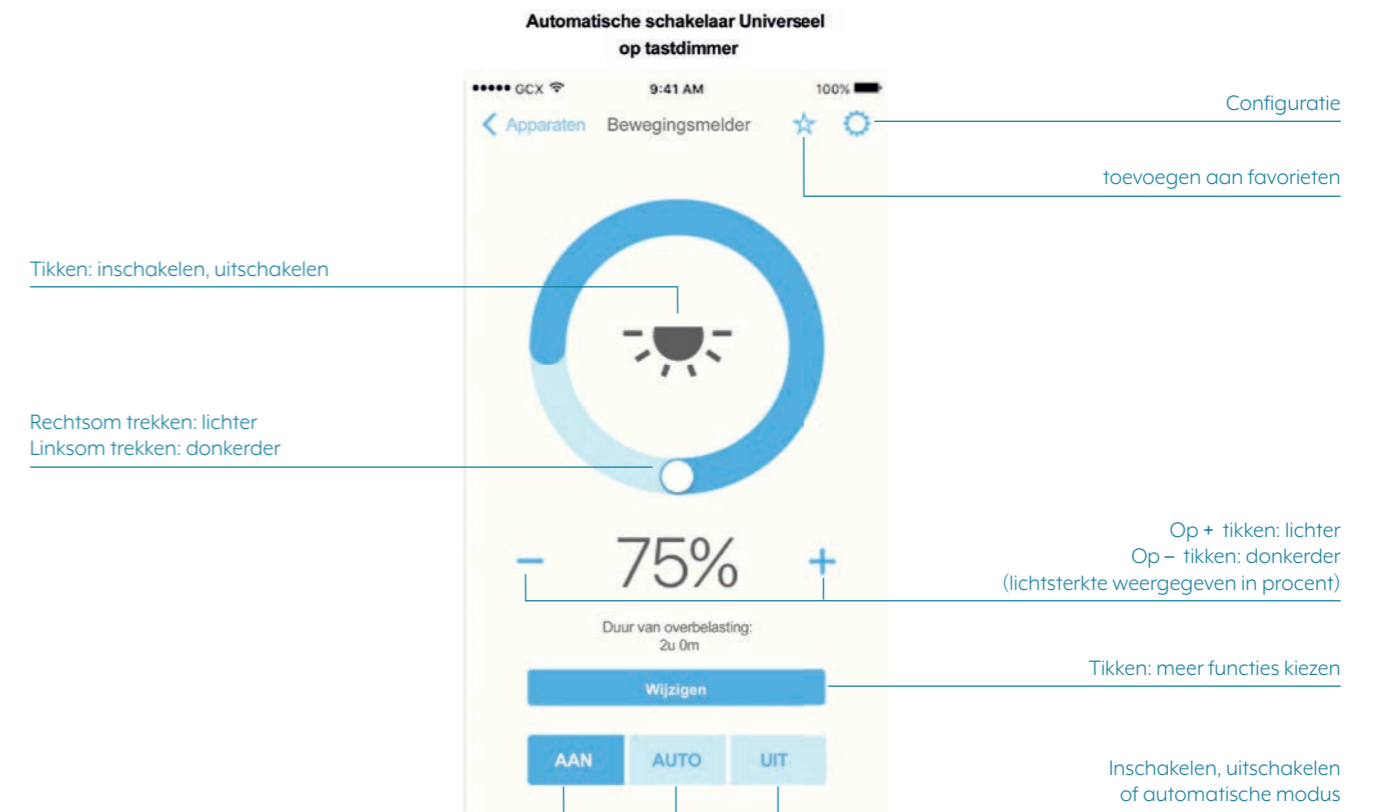 Automatische schakelaar Universeel
op tastdimmer
GCX 9:41 AM 100%
Apparaten Bewegingsmelder
Configuratie
toevoegen aan favorieten
Tikken: inschakelen, uitschakelen
Rechtsom trekken: lichter
Linksom trekken: donkerder
− 75% +
Op + tikken: lichter
Op – tikken: donkerder
(lichtsterkte weergegeven in procent)
Duur van overbelasting:
2u 0m
Wijzigen
Tikken: meer functies kiezen
AAN AUTO UIT
Inschakelen, uitschakelen
of automatische modus